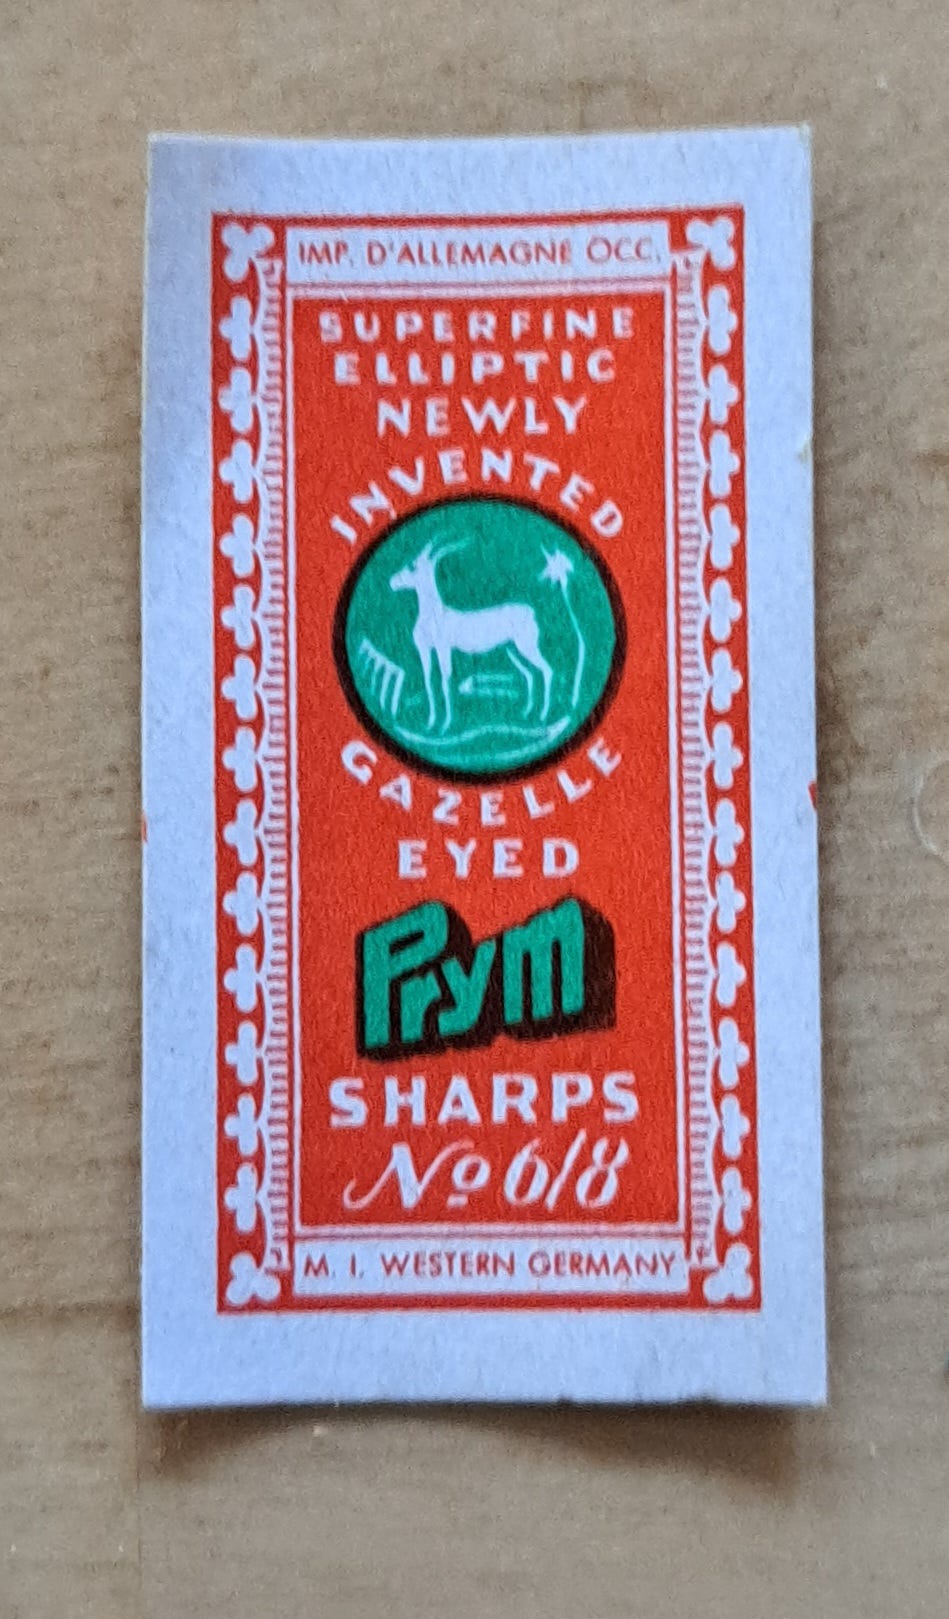 IMP. D'ALLEMAGNE OCC.
SUPERFINE
ELLIPTIC
NEWLY
INVENTED
GAZELLE
EYED
Prym
SHARPS
No 6/8
M. I. WESTERN GERMANY